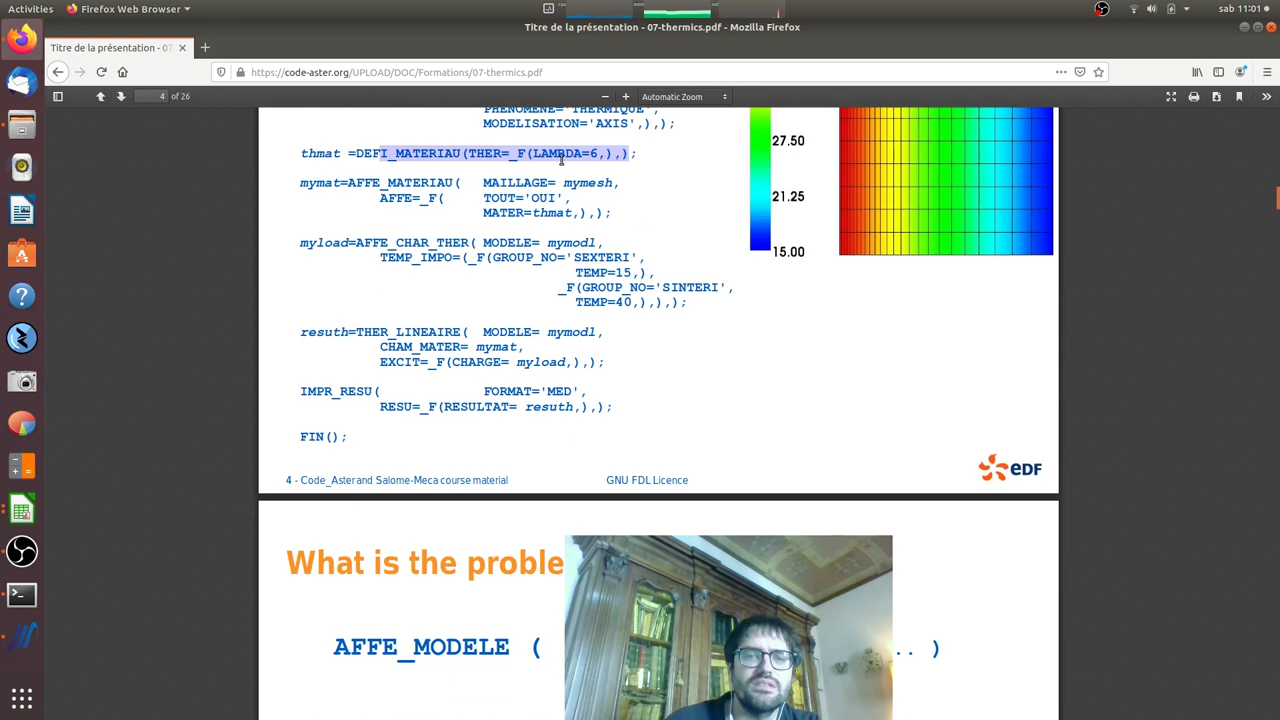 Activities
Firefox Web Browser
sab 11:01
Titre de la présentation - 07-thermics.pdf - Mozilla Firefox
Titre de la présentation - 07-
https://code-aster.org/UPLOAD/DOC/Formations/07-thermics.pdf
4 of 26
Automatic Zoom
PHENOMENE='THERMIQUE',
MODELISATION='AXIS',),);
thmat =DEFI_MATERIAU(THER=_F(LAMBDA=6,),);
mymat=AFFE_MATERIAU( MAILLAGE= mymesh,
AFFE=_F( TOUT='OUI',
MATER=thmat,),);
myload=AFFE_CHAR_THER( MODELE= mymodl,
TEMP_IMPO=(_F(GROUP_NO='SEXTERI',
TEMP=15,),
_F(GROUP_NO='SINTERI',
TEMP=40,),),);
resuth=THER_LINEAIRE( MODELE= mymodl,
CHAM_MATER= mymat,
EXCIT=_F(CHARGE= myload,),);
IMPR_RESU( FORMAT='MED',
RESU=_F(RESULTAT= resuth,),);
FIN();
27.50
21.25
15.00
4 - Code_Aster and Salome-Meca course material GNU FDL Licence
edf
What is the proble
AFFE_MODELE ( .. )